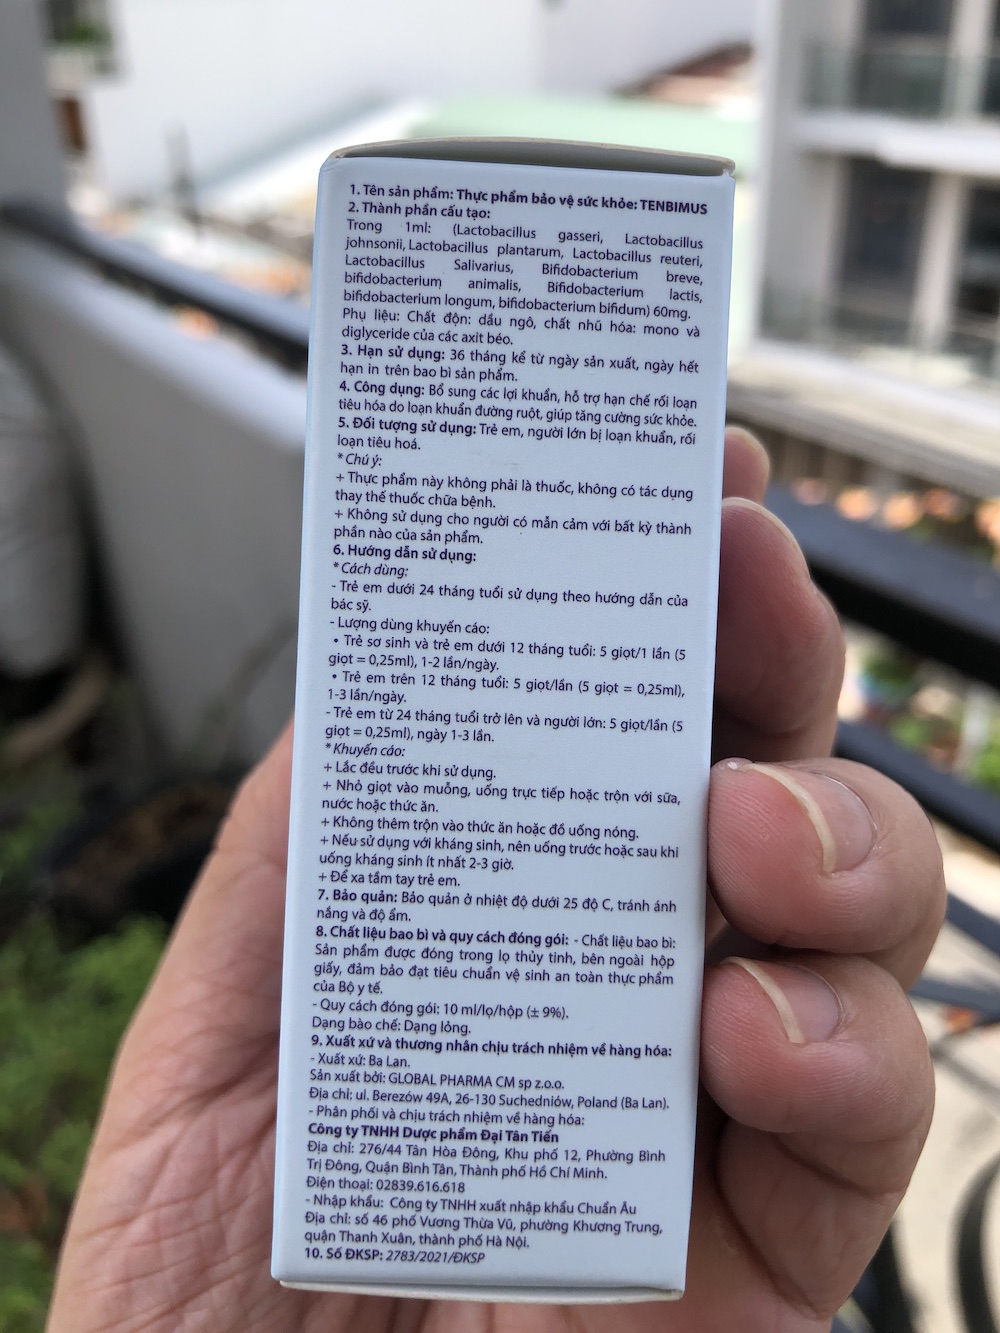 1. Tên sản phẩm: Thực phẩm bảo vệ sức khỏe: TENBIMUS
2. Thành phần cấu tạo:
Trong 1ml: (Lactobacillus gasseri, Lactobacillus
johnsonii, Lactobacillus plantarum, Lactobacillus reuteri,
Lactobacillus Salivarius, Bifidobacterium breve,
bifidobacterium animalis, Bifidobacterium lactis,
bifidobacterium longum, bifidobacterium bifidum) 60mg.
Phụ liệu: Chất độn: dầu ngô, chất nhũ hóa: mono và
diglyceride của các axit béo.
3. Hạn sử dụng: 36 tháng kể từ ngày sản xuất, ngày hết
hạn in trên bao bì sản phẩm.
4. Công dụng: Bổ sung các lợi khuẩn, hỗ trợ hạn chế rối loạn
tiêu hóa do loạn khuẩn đường ruột, giúp tăng cường sức khỏe.
5. Đối tượng sử dụng: Trẻ em, người lớn bị loạn khuẩn, rối
loạn tiêu hoá.
* Chú ý:
+ Thực phẩm này không phải là thuốc, không có tác dụng
thay thế thuốc chữa bệnh.
+ Không sử dụng cho người có mẫn cảm với bất kỳ thành
phần nào của sản phẩm.
6. Hướng dẫn sử dụng:
* Cách dùng:
- Trẻ em dưới 24 tháng tuổi sử dụng theo hướng dẫn của
bác sỹ.
- Lượng dùng khuyến cáo:
• Trẻ sơ sinh và trẻ em dưới 12 tháng tuổi: 5 giọt/1 lần (5
giọt = 0,25ml), 1-2 lần/ngày.
• Trẻ em trên 12 tháng tuổi: 5 giọt/lần (5 giọt = 0,25ml),
1-3 lần/ngày.
- Trẻ em từ 24 tháng tuổi trở lên và người lớn: 5 giọt/lần (5
giọt = 0,25ml), ngày 1-3 lần.
* Khuyến cáo:
+ Lắc đều trước khi sử dụng.
+ Nhỏ giọt vào muỗng, uống trực tiếp hoặc trộn với sữa,
nước hoặc thức ăn.
+ Không thêm trộn vào thức ăn hoặc đồ uống nóng.
+ Nếu sử dụng với kháng sinh, nên uống trước hoặc sau khi
uống kháng sinh ít nhất 2-3 giờ.
+ Để xa tầm tay trẻ em.
7. Bảo quản: Bảo quản ở nhiệt độ dưới 25 độ C, tránh ánh
nắng và độ ẩm.
8. Chất liệu bao bì và quy cách đóng gói: - Chất liệu bao bì:
Sản phẩm được đóng trong lọ thủy tinh, bên ngoài hộp
giấy, đảm bảo đạt tiêu chuẩn vệ sinh an toàn thực phẩm
của Bộ y tế.
- Quy cách đóng gói: 10 ml/lọ/hộp (± 9%).
Dạng bào chế: Dạng lỏng.
9. Xuất xứ và thương nhân chịu trách nhiệm về hàng hóa:
- Xuất xứ: Ba Lan.
Sản xuất bởi: GLOBAL PHARMA CM sp z.o.o.
Địa chỉ: ul. Berezów 49A, 26-130 Suchedniów, Poland (Ba Lan).
- Phân phối và chịu trách nhiệm về hàng hóa:
Công ty TNHH Dược phẩm Đại Tân Tiến
Địa chỉ: 276/44 Tân Hòa Đông, Khu phố 12, Phường Bình
Trị Đông, Quận Bình Tân, Thành phố Hồ Chí Minh.
Điện thoại: 02839.616.618
- Nhập khẩu: Công ty TNHH xuất nhập khẩu Chuẩn Âu
Địa chỉ: số 46 phố Vương Thừa Vũ, phường Khương Trung,
quận Thanh Xuân, thành phố Hà Nội.
10. Số ĐKSP: 2783/2021/ĐKSP